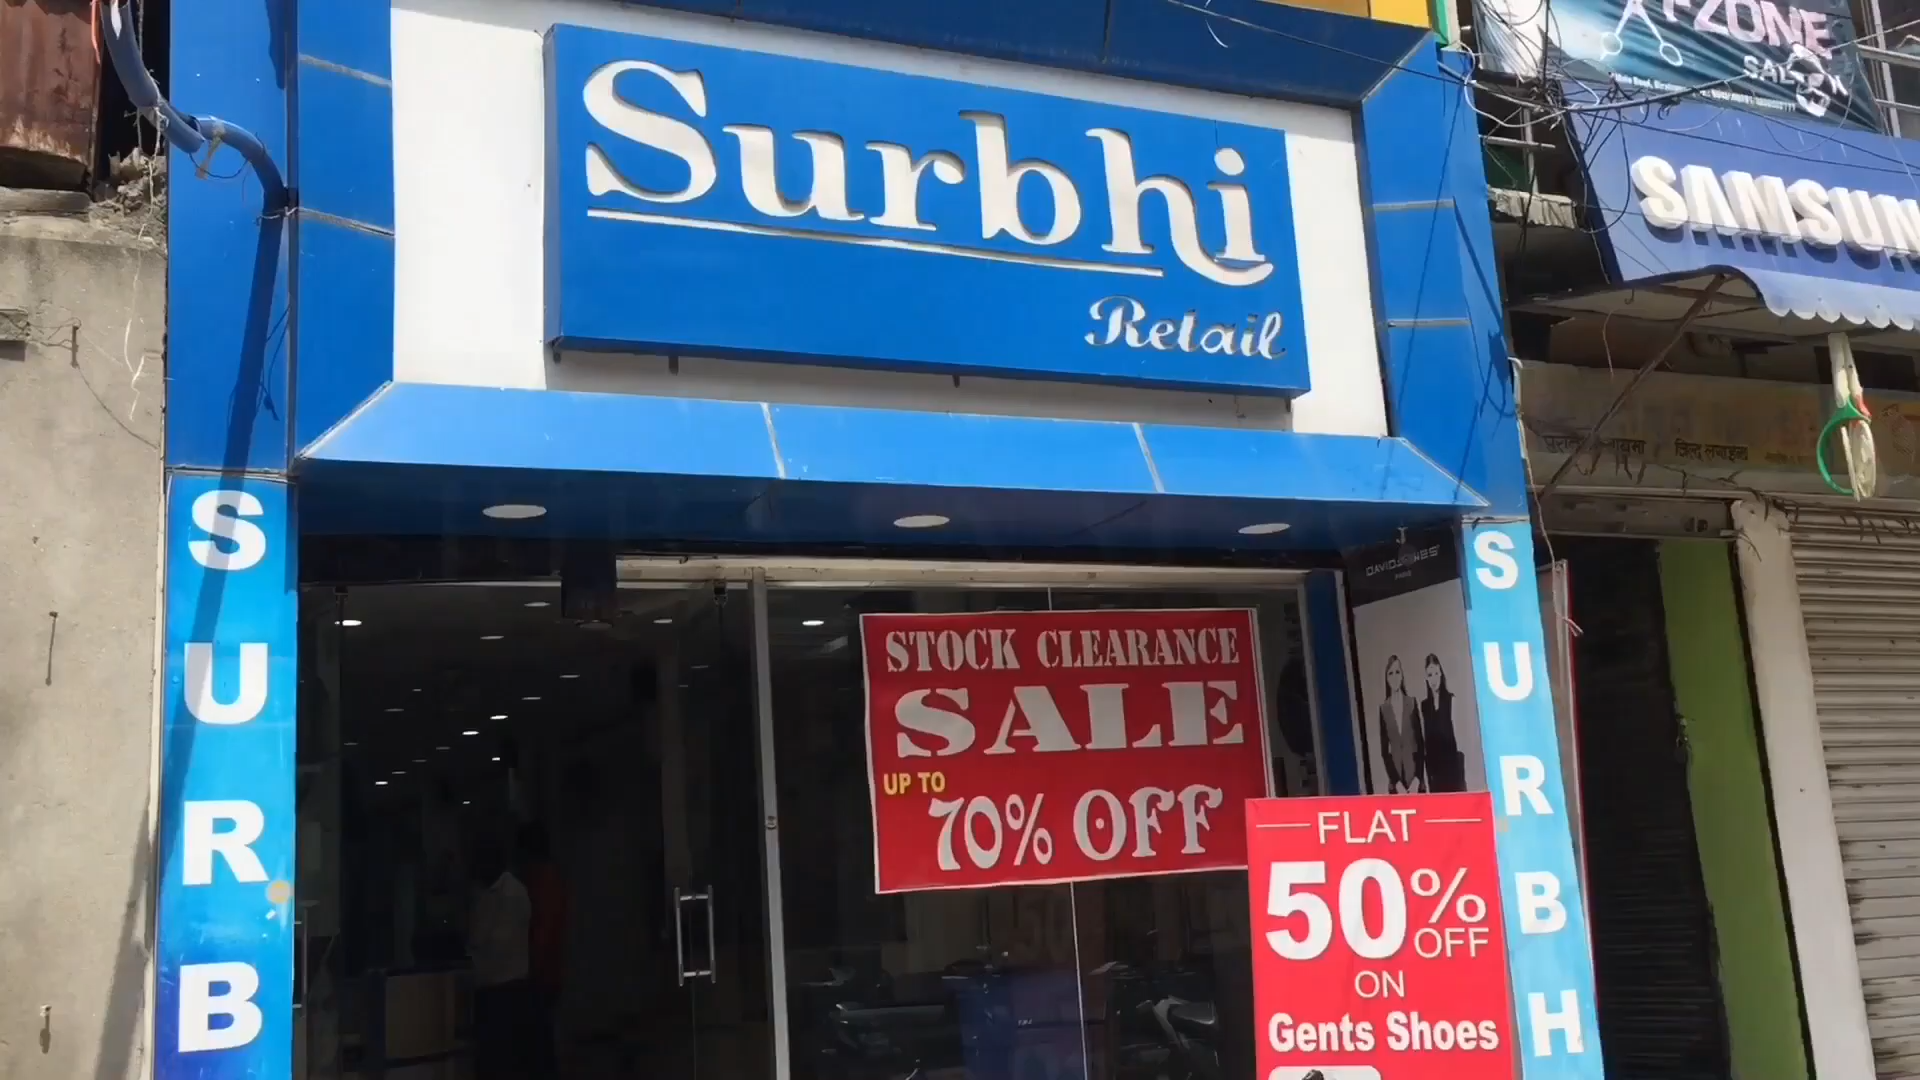 Surbhi
Retail
ZONE
SALON
SAMSUN
SURB
STOCK CLEARANCE
SALE
UP TO
70% OFF
FLAT
50% OFF
ON
Gents Shoes
SURBH